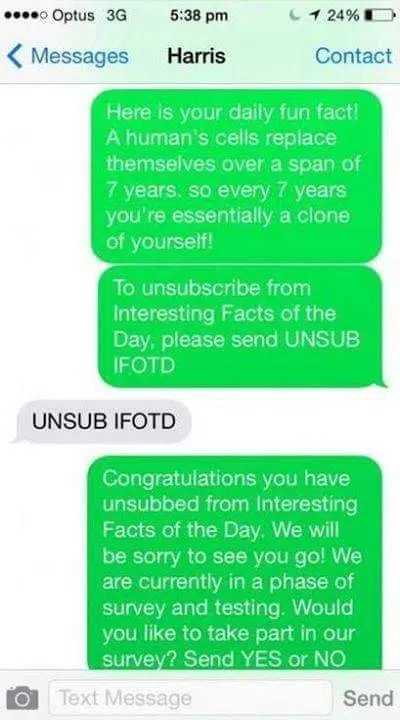 Optus 3G 5:38 pm 24%
Messages Harris Contact
Here is your daily fun fact!
A human's cells replace
themselves over a span of
7 years. so every 7 years
you're essentially a clone
of yourself!
To unsubscribe from
Interesting Facts of the
Day, please send UNSUB
IFOTD
UNSUB IFOTD
Congratulations you have
unsubbed from Interesting
Facts of the Day. We will
be sorry to see you go! We
are currently in a phase of
survey and testing. Would
you like to take part in our
survey? Send YES or NO
Text Message Send